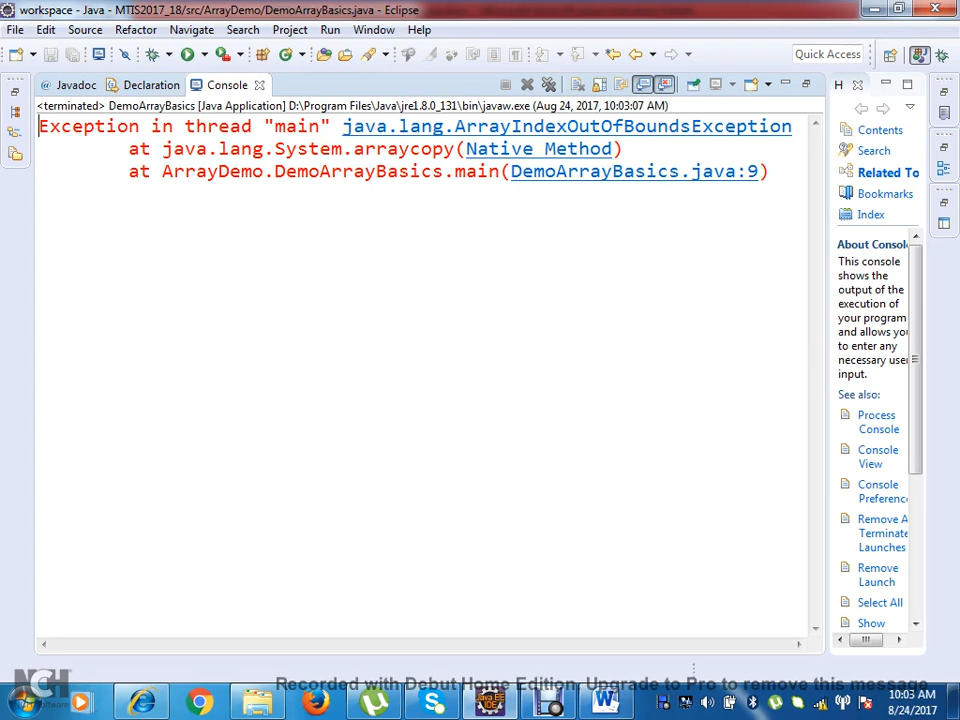 workspace - Java - MTIS2017_18/src/ArrayDemo/DemoArrayBasics.java - Eclipse
File Edit Source Refactor Navigate Search Project Run Window Help
Quick Access
@ Javadoc Declaration Console H
<terminated> DemoArrayBasics [Java Application] D:\Program Files\Java\jre1.8.0_131\bin\javaw.exe (Aug 24, 2017, 10:03:07 AM)
Exception in thread "main" java.lang.ArrayIndexOutOfBoundsException
at java.lang.System.arraycopy(Native Method)
at ArrayDemo.DemoArrayBasics.main(DemoArrayBasics.java:9)
Contents
Search
Related To
Bookmarks
Index
About Console
This console
shows the
output of the
execution of
your program
and allows you
to enter any
necessary user
input.
See also:
Process
Console
Console
View
Console
Preference
Remove A
Terminate
Launches
Remove
Launch
Select All
Show
NCH Software
Recorded with Debut Home Edition. Upgrade to Pro to remove this message
10:03 AM
8/24/2017